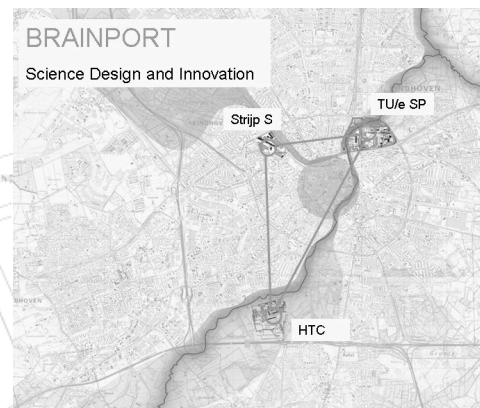 BRAINPORT
Science Design and Innovation
TU/e SP
Strijp S
HTC